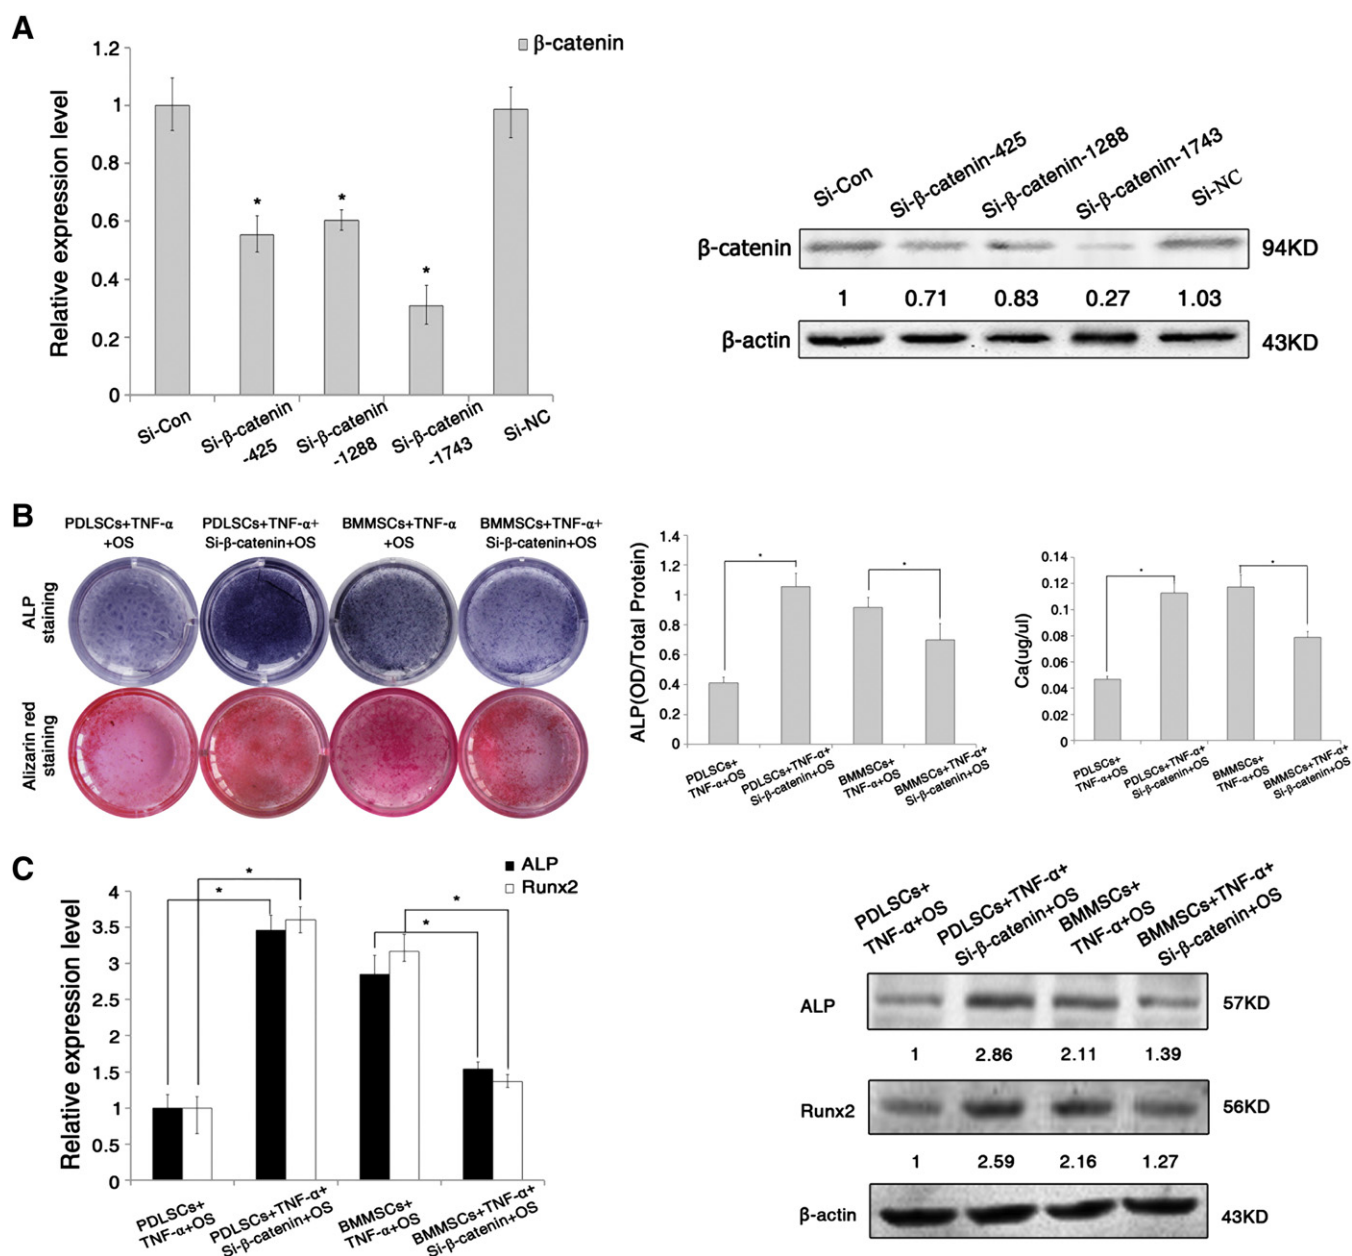 A
β-catenin
Relative expression level
1.2
1
0.8
0.6
0.4
0.2
0
*
*
*
Si-Con
Si-β-catenin
-425
Si-β-catenin
-1288
Si-β-catenin
-1743
Si-NC
Si-Con
Si-β-catenin-425
Si-β-catenin-1288
Si-β-catenin-1743
Si-NC
β-catenin
94KD
1 0.71 0.83 0.27 1.03
β-actin
43KD
B
PDLSCs+TNF-α
+OS
PDLSCs+TNF-α+
Si-β-catenin+OS
BMMSCs+TNF-α
+OS
BMMSCs+TNF-α+
Si-β-catenin+OS
ALP
staining
Alizarin red
staining
ALP(OD/Total Protein)
1.4
1.2
1
0.8
0.6
0.4
0.2
0
*
*
PDLSCs+
TNF-α+OS
PDLSCs+TNF-α+
Si-β-catenin+OS
BMMSCs+
TNF-α+OS
BMMSCs+TNF-α+
Si-β-catenin+OS
Ca(ug/ul)
0.14
0.12
0.1
0.08
0.06
0.04
0.02
0
*
*
PDLSCs+
TNF-α+OS
PDLSCs+TNF-α+
Si-β-catenin+OS
BMMSCs+
TNF-α+OS
BMMSCs+TNF-α+
Si-β-catenin+OS
C
ALP
Runx2
Relative expression level
4
3.5
3
2.5
2
1.5
1
0.5
0
*
*
*
*
PDLSCs+
TNF-α+OS
PDLSCs+TNF-α+
Si-β-catenin+OS
BMMSCs+
TNF-α+OS
BMMSCs+TNF-α+
Si-β-catenin+OS
PDLSCs+
TNF-α+OS
PDLSCs+TNF-α+
Si-β-catenin+OS
BMMSCs+
TNF-α+OS
BMMSCs+TNF-α+
Si-β-catenin+OS
ALP
57KD
1 2.86 2.11 1.39
Runx2
56KD
1 2.59 2.16 1.27
β-actin
43KD